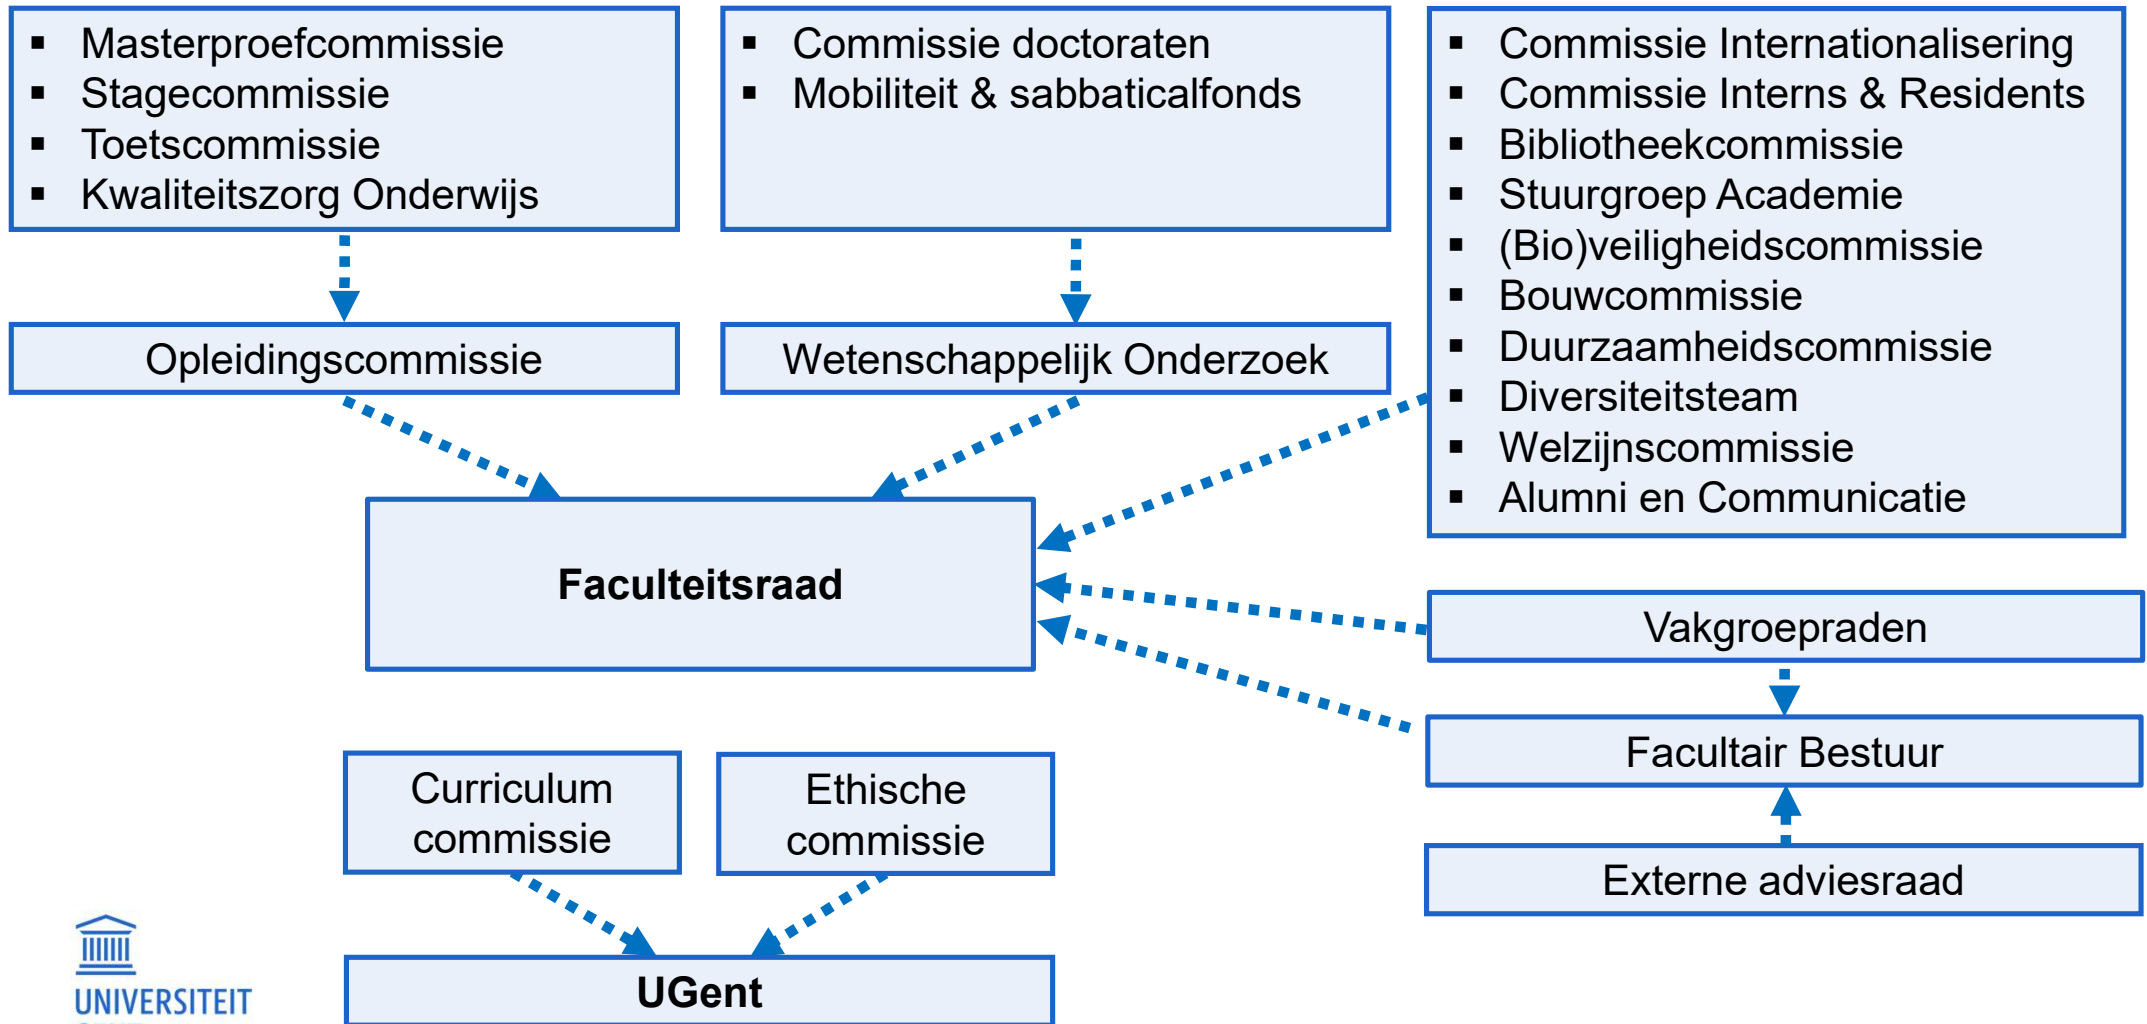 ▪ Masterproefcommissie
▪ Stagecommissie
▪ Toetscommissie
▪ Kwaliteitszorg Onderwijs
▪ Commissie doctoraten
▪ Mobiliteit & sabbaticalfonds
▪ Commissie Internationalisering
▪ Commissie Interns & Residents
▪ Bibliotheekcommissie
▪ Stuurgroep Academie
▪ (Bio)veiligheidscommissie
▪ Bouwcommissie
▪ Duurzaamheidscommissie
▪ Diversiteitsteam
▪ Welzijnscommissie
▪ Alumni en Communicatie
Opleidingscommissie
Wetenschappelijk Onderzoek
Faculteitsraad
Vakgroepraden
Facultair Bestuur
Externe adviesraad
Curriculum
commissie
Ethische
commissie
UGent
UNIVERSITEIT